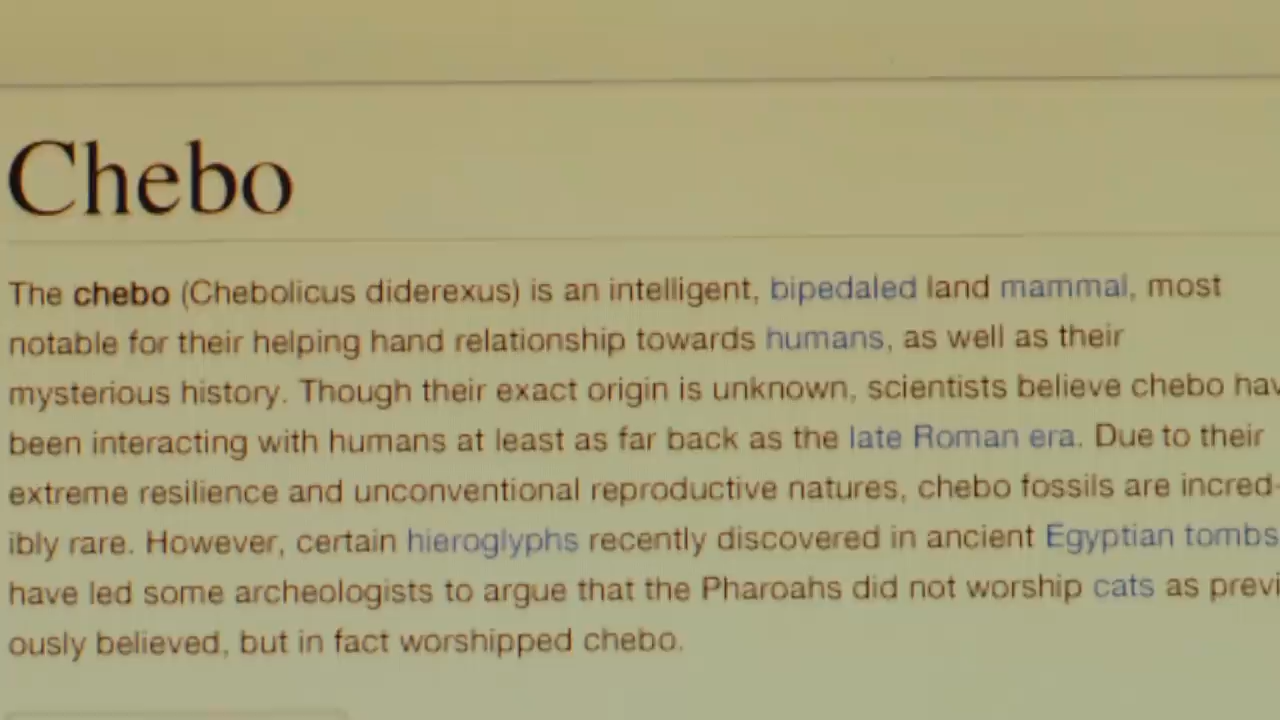 Chebo
The chebo (Chebolicus diderexus) is an intelligent, bipedaled land mammal, most
notable for their helping hand relationship towards humans, as well as their
mysterious history. Though their exact origin is unknown, scientists believe chebo hav
been interacting with humans at least as far back as the late Roman era. Due to their
extreme resilience and unconventional reproductive natures, chebo fossils are incred-
ibly rare. However, certain hieroglyphs recently discovered in ancient Egyptian tombs
have led some archeologists to argue that the Pharoahs did not worship cats as previ
ously believed, but in fact worshipped chebo.